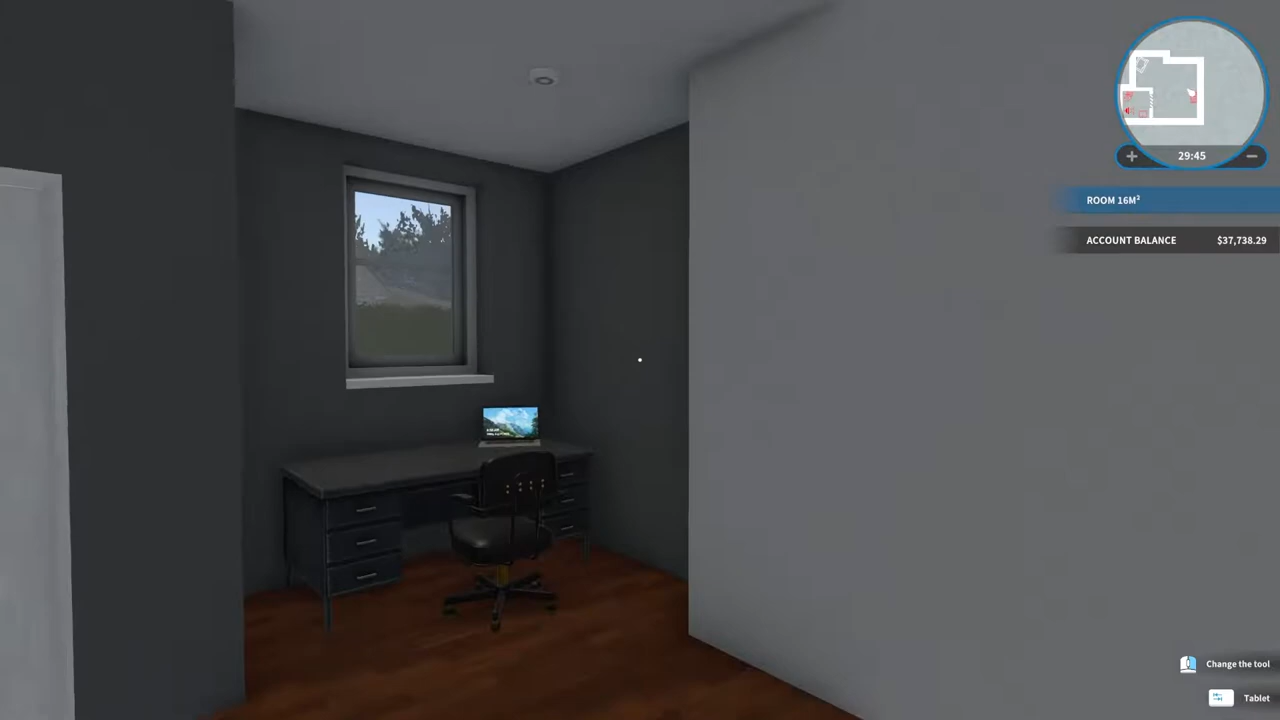 29:45
ROOM 16M²
ACCOUNT BALANCE $37,738.29
Change the tool
Tablet